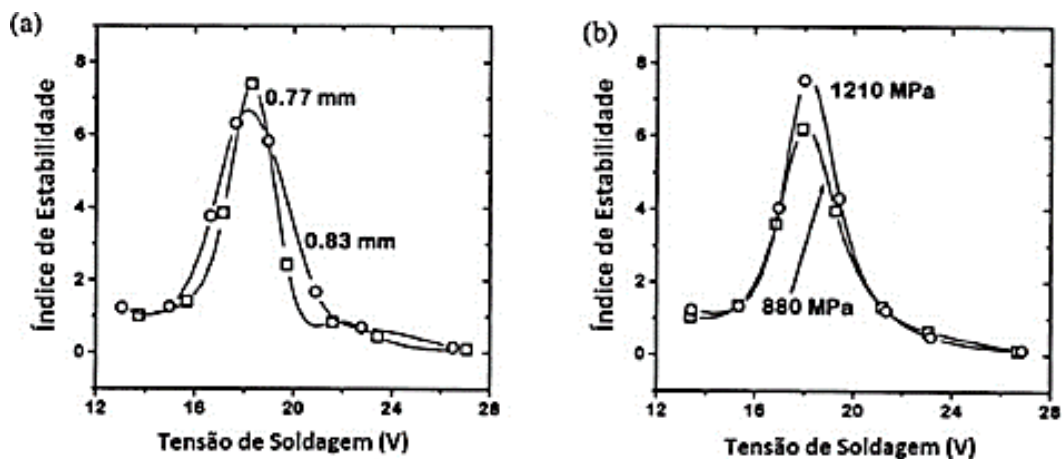 (a)
Índice de Estabilidade
8
6
4
2
0
0.77 mm
0.83 mm
12 16 20 24 28
Tensão de Soldagem (V)
(b)
Índice de Estabilidade
8
6
4
2
0
1210 MPa
880 MPa
12 16 20 24 28
Tensão de Soldagem (V)